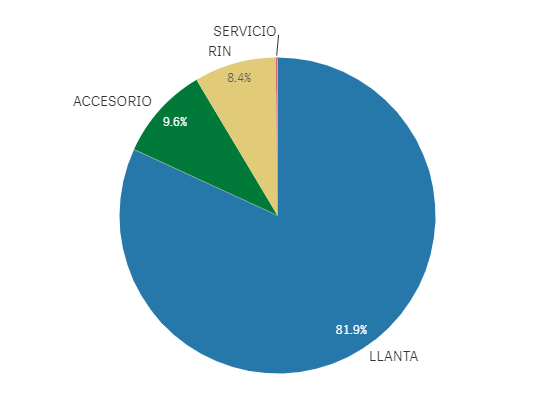 SERVICIO
RIN
8.4%
ACCESORIO
9.6%
81.9%
LLANTA